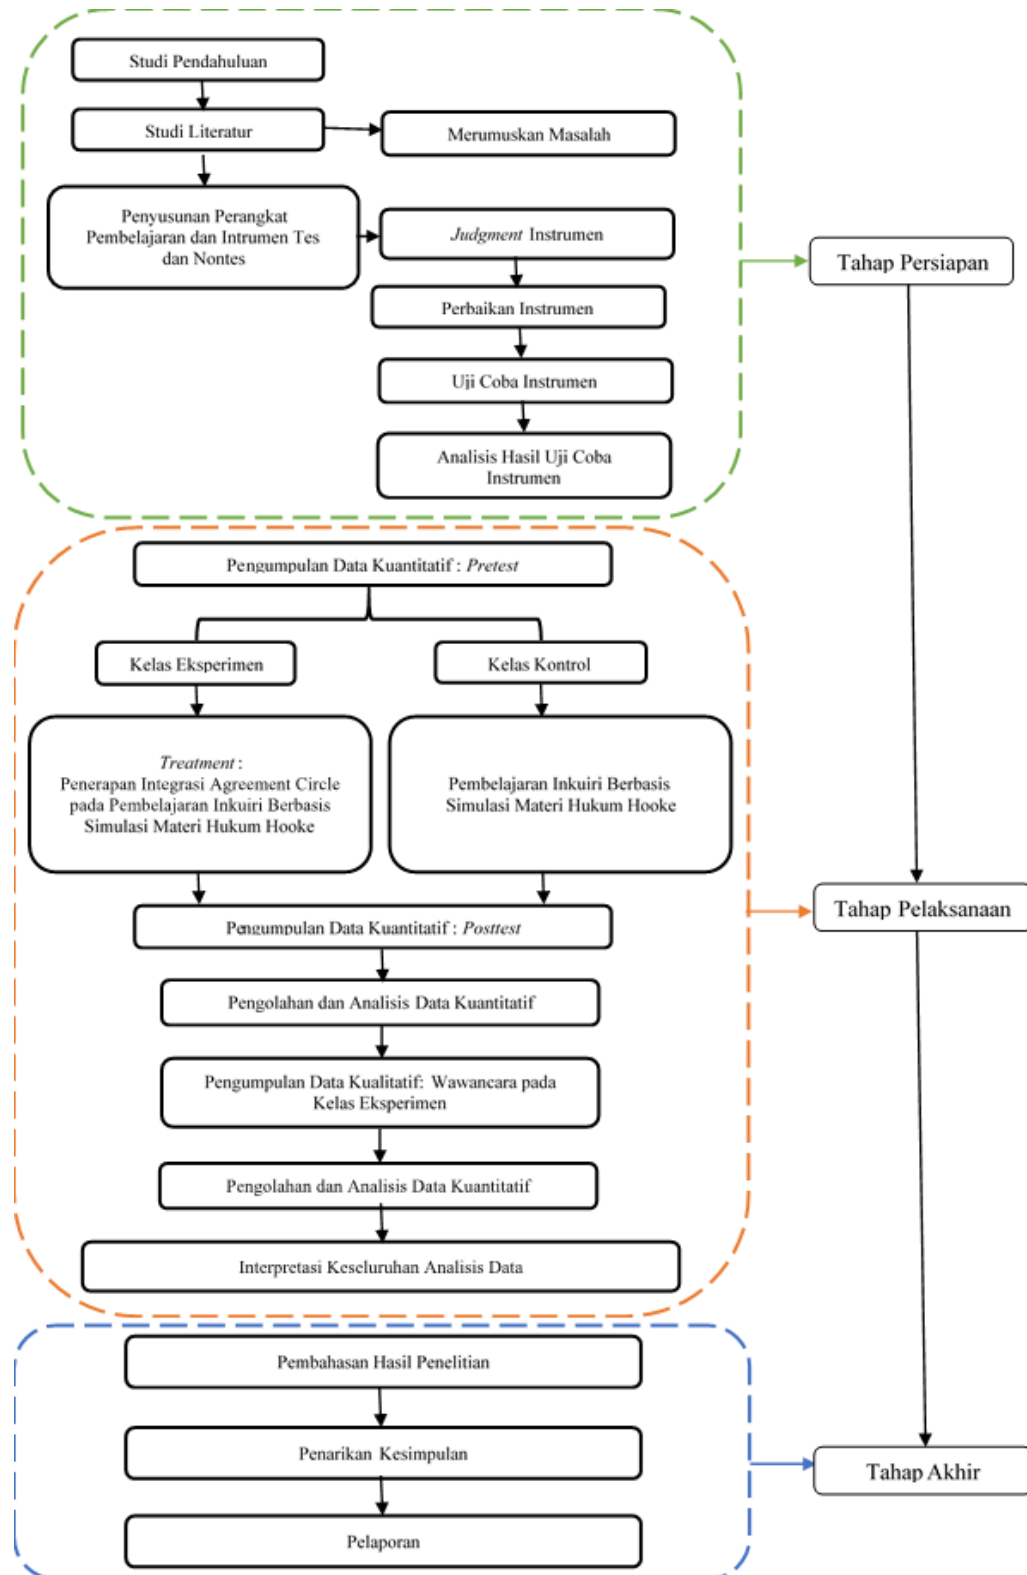 Studi Pendahuluan
Studi Literatur
Merumuskan Masalah
Penyusunan Perangkat
Pembelajaran dan Intrumen Tes
dan Nontes
Judgment Instrumen
Perbaikan Instrumen
Uji Coba Instrumen
Analisis Hasil Uji Coba
Instrumen
Tahap Persiapan
Pengumpulan Data Kuantitatif : Pretest
Kelas Eksperimen
Kelas Kontrol
Treatment :
Penerapan Integrasi Agreement Circle
pada Pembelajaran Inkuiri Berbasis
Simulasi Materi Hukum Hooke
Pembelajaran Inkuiri Berbasis
Simulasi Materi Hukum Hooke
Pengumpulan Data Kuantitatif : Posttest
Pengolahan dan Analisis Data Kuantitatif
Pengumpulan Data Kualitatif: Wawancara pada
Kelas Eksperimen
Pengolahan dan Analisis Data Kuantitatif
Interpretasi Keseluruhan Analisis Data
Tahap Pelaksanaan
Pembahasan Hasil Penelitian
Penarikan Kesimpulan
Pelaporan
Tahap Akhir